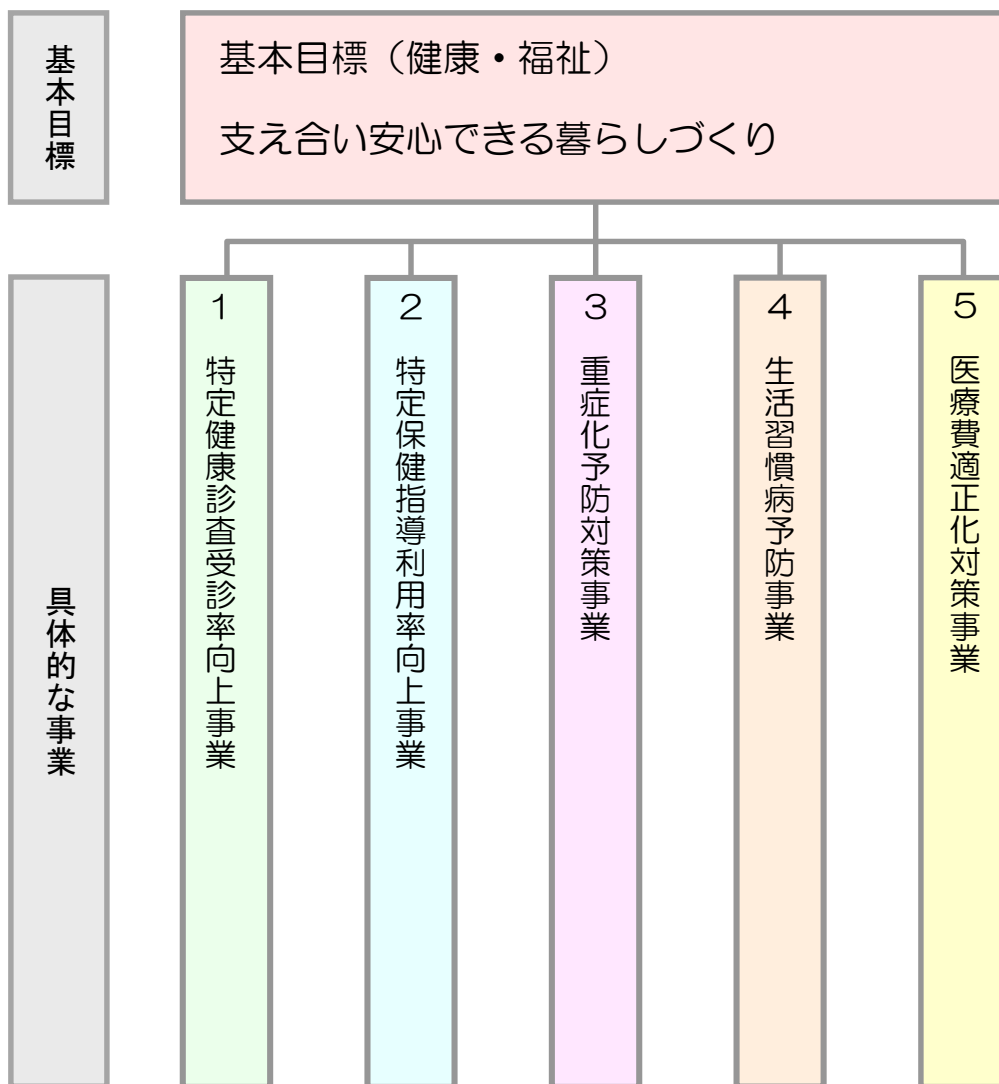 基本目標
基本目標（健康・福祉）
支え合い安心できる暮らしづくり
具体的な事業
1 特定健康診査受診率向上事業
2 特定保健指導利用率向上事業
3 重症化予防対策事業
4 生活習慣病予防事業
5 医療費適正化対策事業